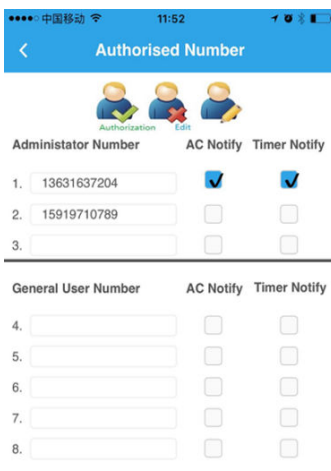 中国移动 11:52
Authorised Number
Authorization Edit
Administator Number AC Notify Timer Notify
1. 13631637204
2. 15919710789
3.
General User Number AC Notify Timer Notify
4.
5.
6.
7.
8.